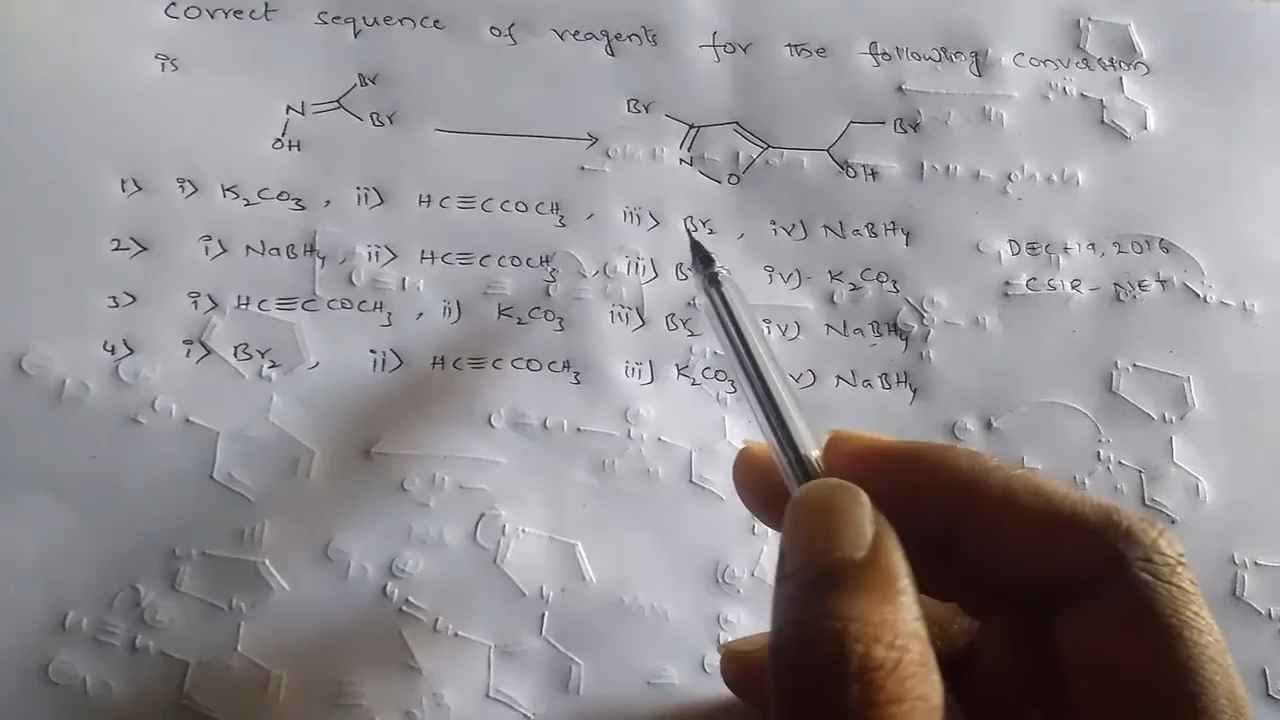 correct sequence of reagents for the following conversion
is
Br
N Br
OH
Br Br
N O OH
1) i) K2CO3 , ii) HC≡CCOCH3 , iii) Br2 , iv) NaBH4
2) i) NaBH4, ii) HC≡CCOCH3 , iii) B iv) K2CO3
3) i) HC≡CCOCH3 , ii) K2CO3 iii) Br2 iv) NaBH4
4) i) Br2 , ii) HC≡CCOCH3 iii) K2CO3 v) NaBH4
DEC-19, 2016
CSIR-NET